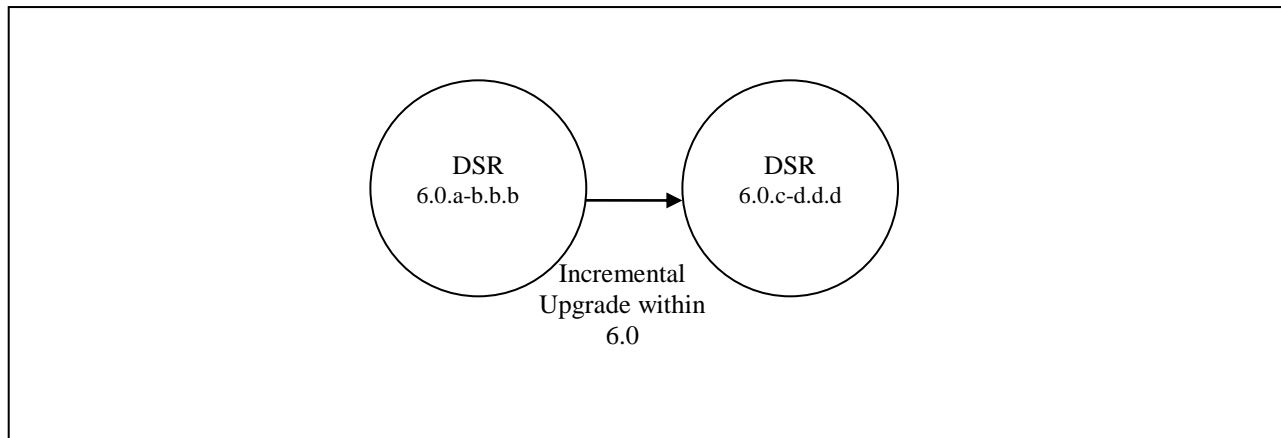 DSR
6.0.a-b.b.b
DSR
6.0.c-d.d.d
Incremental
Upgrade within
6.0